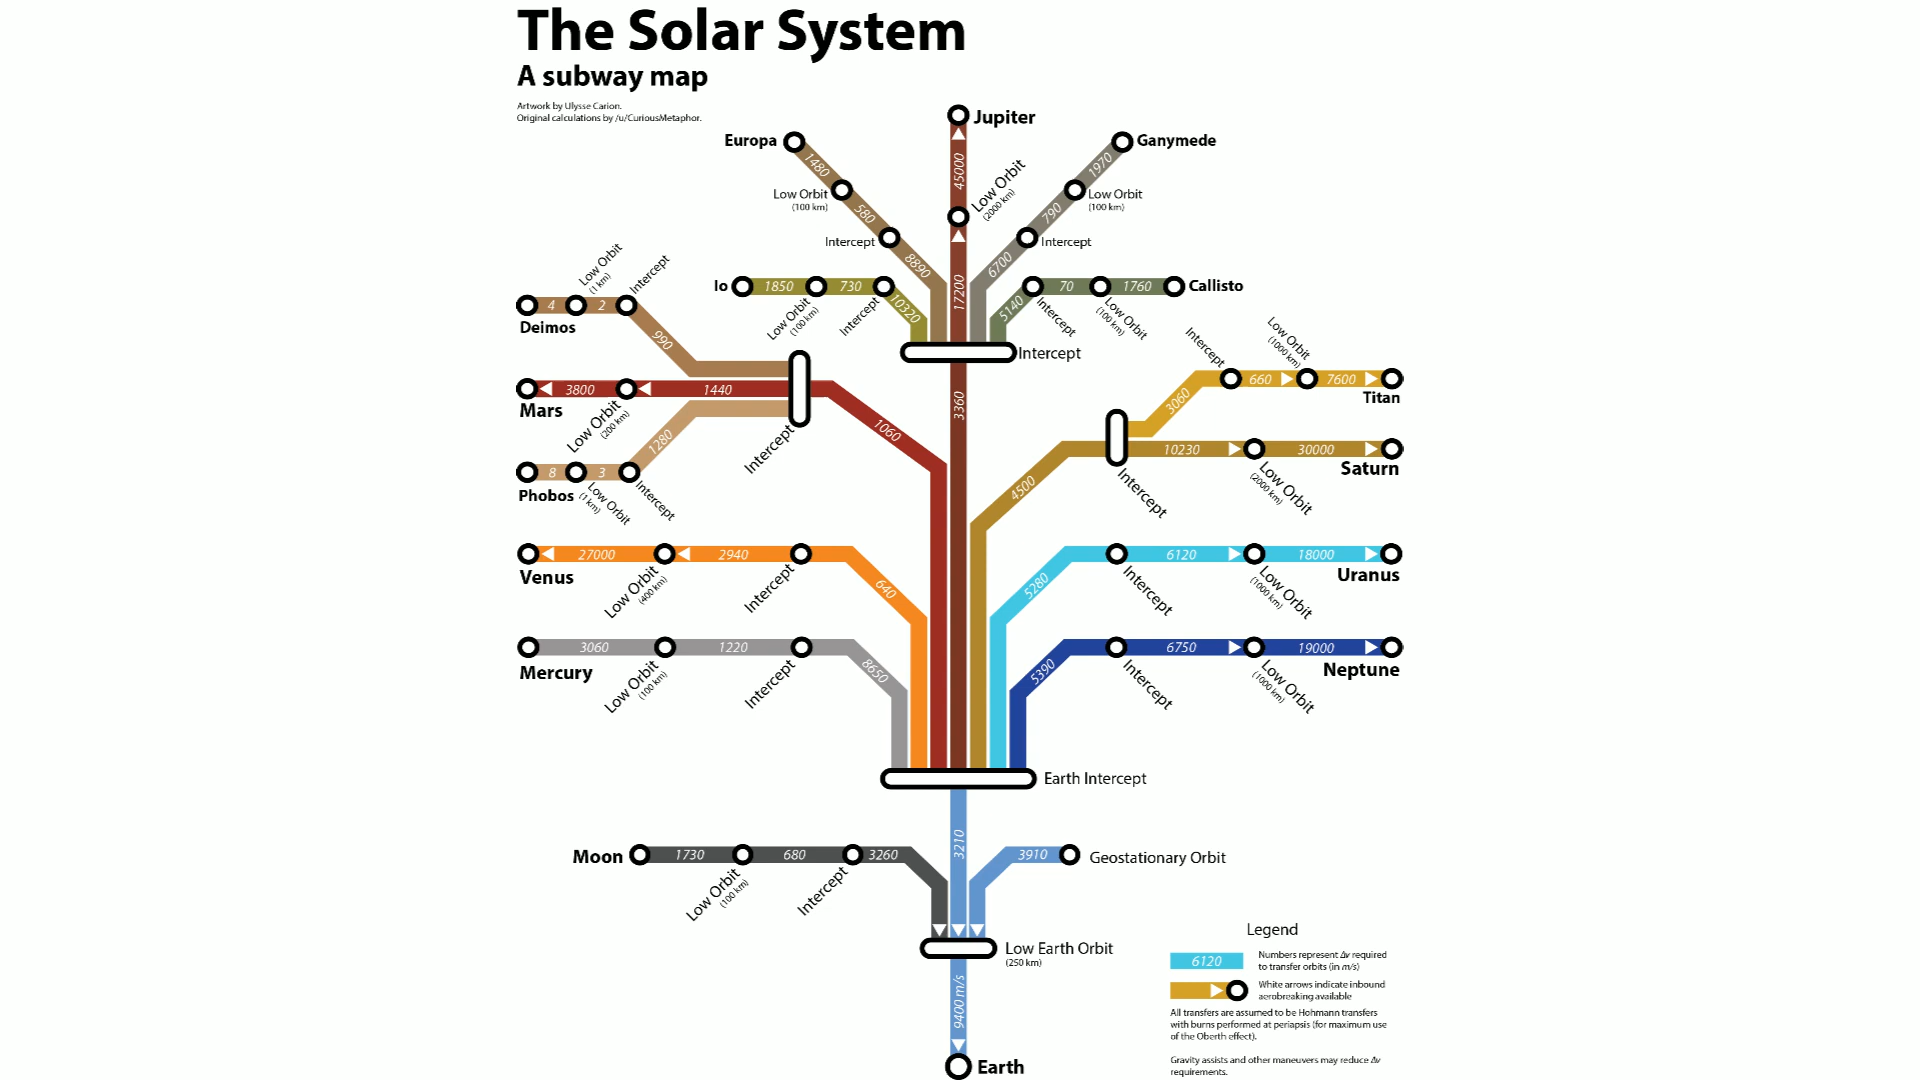 The Solar System
A subway map
Artwork by Ulysse Carion.
Original calculations by /u/CuriousMetaphor.
Jupiter
45000
Low Orbit
(2000 km)
17200
Europa
1480
Low Orbit
(100 km)
580
Intercept
8890
Ganymede
1970
Low Orbit
(100 km)
790
Intercept
6700
Io
1850
Low Orbit
(100 km)
730
Intercept
10320
Callisto
1760
Low Orbit
(100 km)
70
Intercept
5140
Intercept
3360
Deimos
4
Low Orbit
(1 km)
2
Intercept
990
Mars
3800
Low Orbit
(200 km)
1440
Intercept
1060
Phobos
8
Low Orbit
(1 km)
3
Intercept
1280
Titan
7600
Low Orbit
(1000 km)
660
Intercept
3060
Saturn
30000
Low Orbit
(2000 km)
10230
Intercept
4500
Venus
27000
Low Orbit
(400 km)
2940
Intercept
640
Uranus
18000
Low Orbit
(1000 km)
6120
Intercept
5280
Mercury
3060
Low Orbit
(100 km)
1220
Intercept
8650
Neptune
19000
Low Orbit
(1000 km)
6750
Intercept
5390
Earth Intercept
3210
Moon
1730
Low Orbit
(100 km)
680
Intercept
3260
3910
Geostationary Orbit
Low Earth Orbit
(250 km)
9400 m/s
Earth
Legend
6120
Numbers represent Δv required
to transfer orbits (in m/s)
White arrows indicate inbound
aerobreaking available
All transfers are assumed to be Hohmann transfers
with burns performed at periapsis (for maximum use
of the Oberth effect).
Gravity assists and other maneuvers may reduce Δv
requirements.